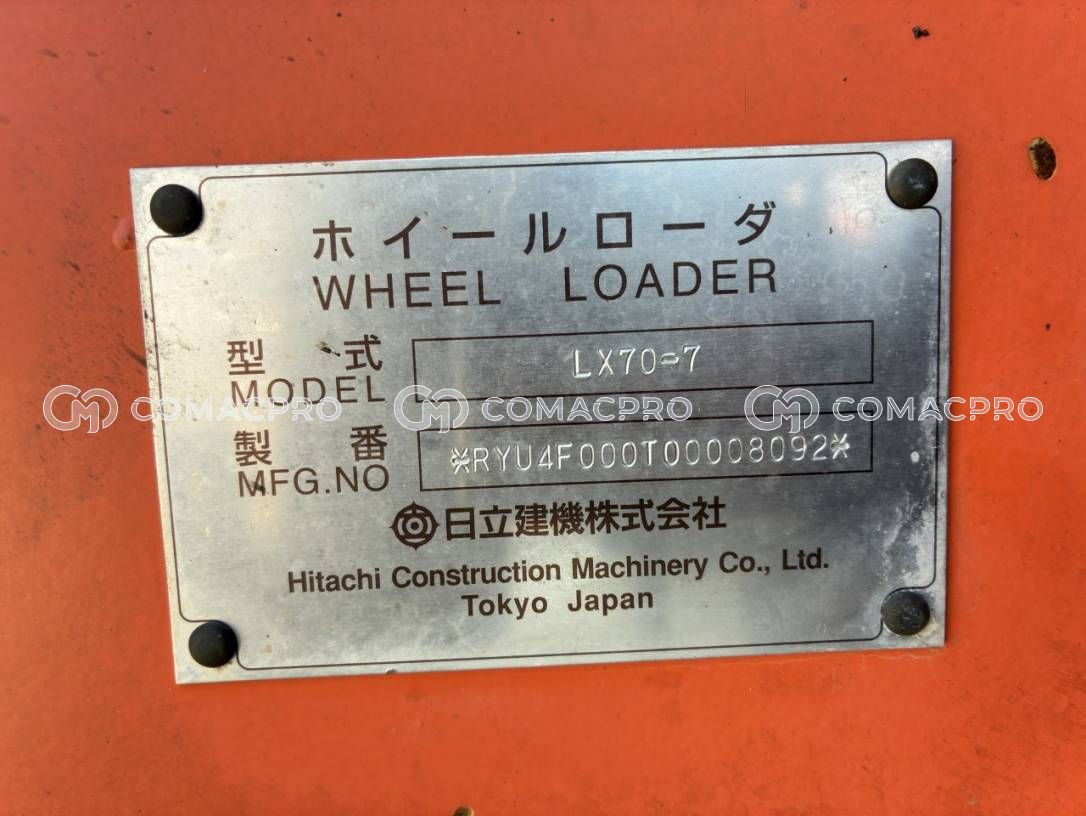 ホイールローダ
WHEEL LOADER
型式 LX70-7
MODEL
COMACPRO COMACPRO COMACPRO
製番 *RYU4F000T00008092*
MFG.NO
日立建機株式会社
Hitachi Construction Machinery Co., Ltd.
Tokyo Japan